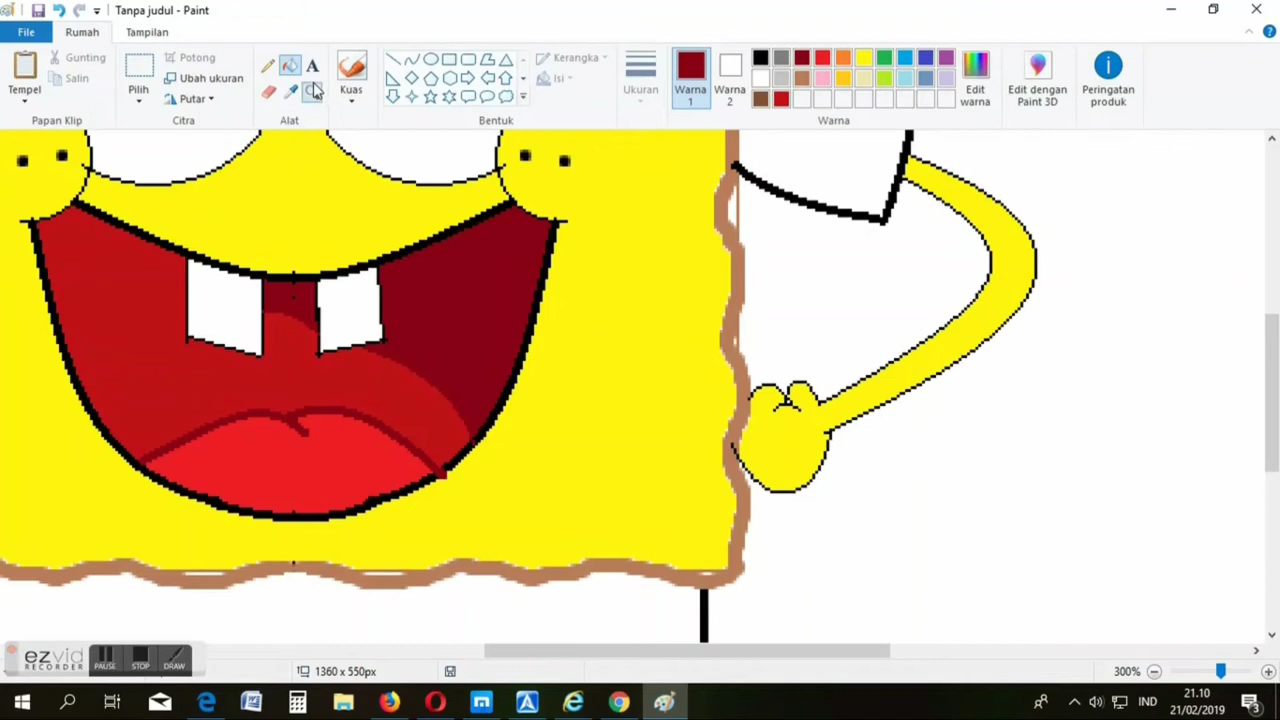 Tanpa judul - Paint
File Rumah Tampilan
Tempel
Gunting
Salin
Papan Klip
Pilih
Potong
Ubah ukuran
Putar
Citra
A
Alat
Kuas
Kerangka
Isi
Bentuk
Ukuran
Warna 1
Warna 2
Edit warna
Warna
Edit dengan Paint 3D
Peringatan produk
ezvid
RECORDER
PAUSE STOP DRAW
1360 x 550px
300%
IND
21.10
21/02/2019
3